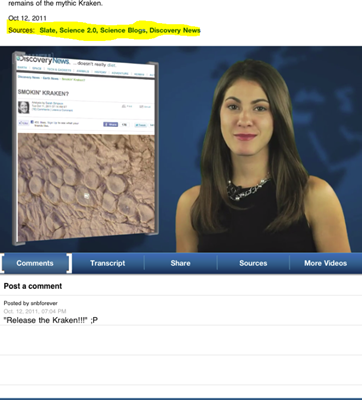 remains of the mythic Kraken.
Oct 12, 2011
Sources: Slate, Science 2.0, Science Blogs, Discovery News
Discovery News
...doesn't really
SMOKIN' KRAKEN?
Comments
Transcript
Share
Sources
More Videos
Post a comment
Posted by snbforever
Oct. 12, 2011, 07:04 PM
"Release the Kraken!!!" ;P